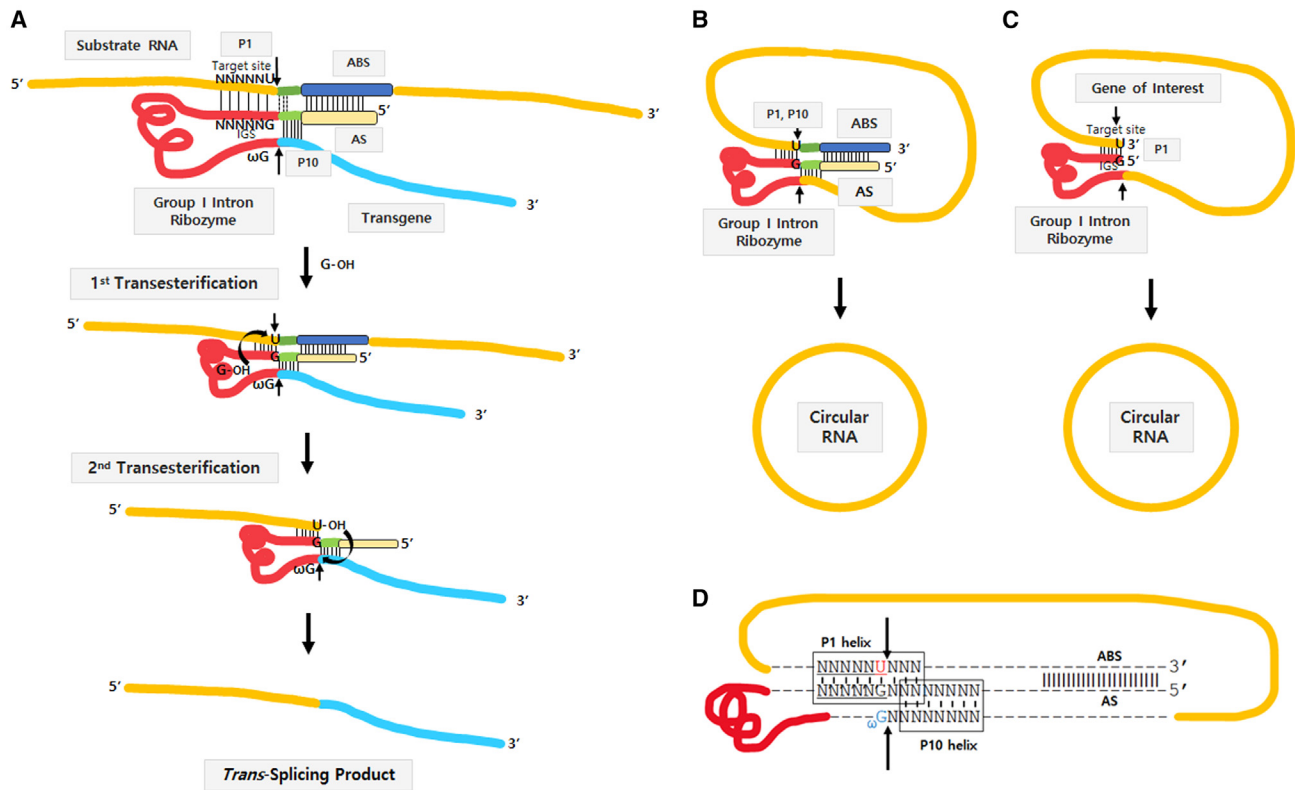 A
Substrate RNA
P1
Target site
NNNNNU
ABS
5′
3′
NNNNNG
IGS
5′
AS
ωG
P10
Group I Intron
Ribozyme
Transgene
3′
G-OH
1st Transesterification
5′
U
G
5′
3′
G-OH
ωG
3′
2nd Transesterification
5′
U-OH
G
5′
ωG
3′
5′
3′
Trans-Splicing Product
B
P1, P10
ABS
U
3′
G
5′
AS
Group I Intron
Ribozyme
Circular
RNA
C
Gene of Interest
Target site
U 3′
P1
G 5′
IGS
Group I Intron
Ribozyme
Circular
RNA
D
P1 helix
ABS
NNNNNUNNN
3′
NNNNNGNNNNNNNN
5′
AS
ωGNNNNNNNN
P10 helix